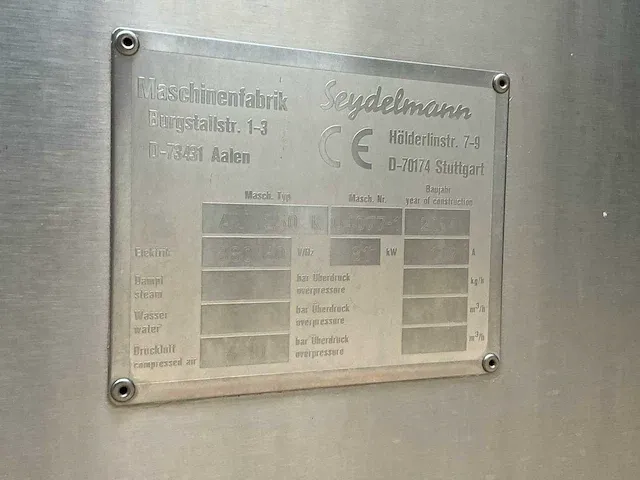 Maschinenfabrik Seydelmann
Burgstallstr. 1-3 Hölderlinstr. 7-9
D-73431 Aalen CE D-70174 Stuttgart
Masch. Typ Masch. Nr. Baujahr
year of construction
Elektrik V/Hz kW A
Dampf bar Überdruck kg/h
steam overpressure
Wasser bar Überdruck m³/h
water overpressure
Druckluft bar Überdruck m³/h
compressed air overpressure